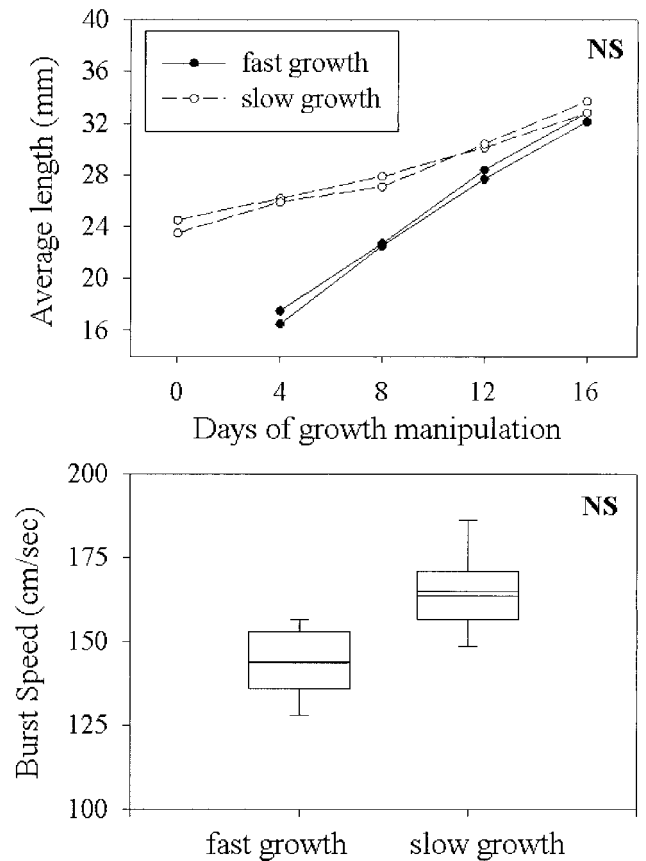 40
36
32
28
24
20
16
Average length (mm)
fast growth
slow growth
NS
0 4 8 12 16
Days of growth manipulation
200
175
150
125
100
Burst Speed (cm/sec)
NS
fast growth slow growth